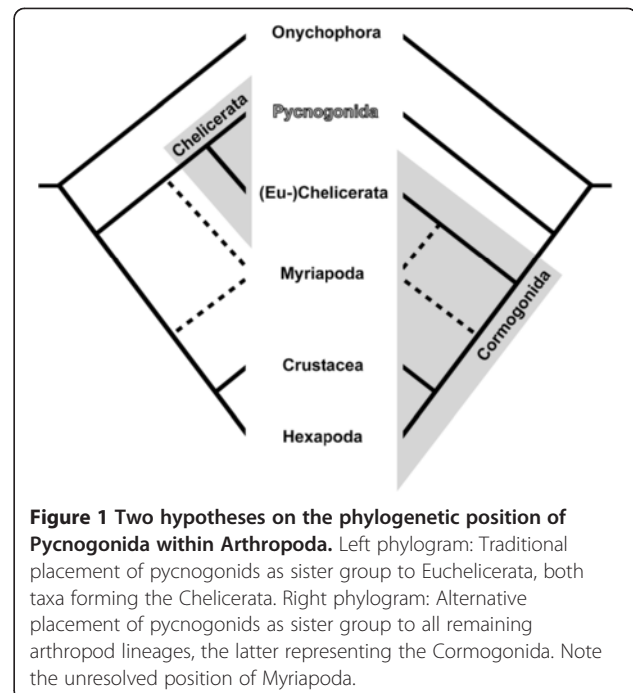 Onychophora
Chelicerata
Pycnogonida
(Eu-)Chelicerata
Myriapoda
Cormogonida
Crustacea
Hexapoda
Figure 1 Two hypotheses on the phylogenetic position of
Pycnogonida within Arthropoda. Left phylogram: Traditional
placement of pycnogonids as sister group to Euchelicerata, both
taxa forming the Chelicerata. Right phylogram: Alternative
placement of pycnogonids as sister group to all remaining
arthropod lineages, the latter representing the Cormogonida. Note
the unresolved position of Myriapoda.